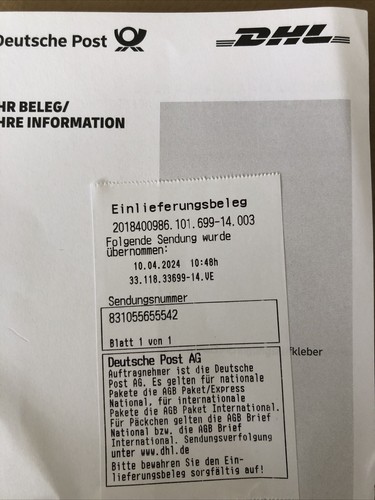 Deutsche Post
DHL
HR BELEG/
HRE INFORMATION
Einlieferungsbeleg
2018400986.101.699-14.003
Folgende Sendung wurde
übernommen:
10.04.2024 10:48h
33.118.33699-14.VE
Sendungsnummer
831055655542
Blatt 1 von 1
fkleber
Deutsche Post AG
Auftragnehmer ist die Deutsche
Post AG. Es gelten für nationale
Pakete die AGB Paket/Express
National, für internationale
Pakete die AGB Paket International.
Für Päckchen gelten die AGB Brief
National bzw. die AGB Brief
International. Sendungsverfolgung
unter www.dhl.de
Bitte bewahren Sie den Ein-
lieferungsbeleg sorgfältig auf!